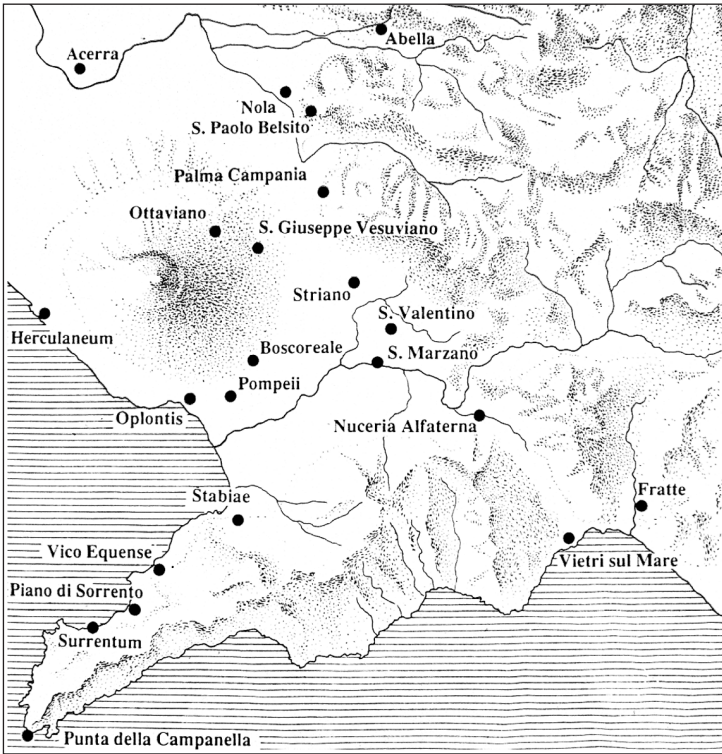 Abella
Acerra
Nola
S. Paolo Belsito
Palma Campania
Ottaviano
S. Giuseppe Vesuviano
Striano
S. Valentino
Herculaneum
Boscoreale
S. Marzano
Pompeii
Oplontis
Nuceria Alfaterna
Stabiae
Fratte
Vico Equense
Vietri sul Mare
Piano di Sorrento
Surrentum
Punta della Campanella